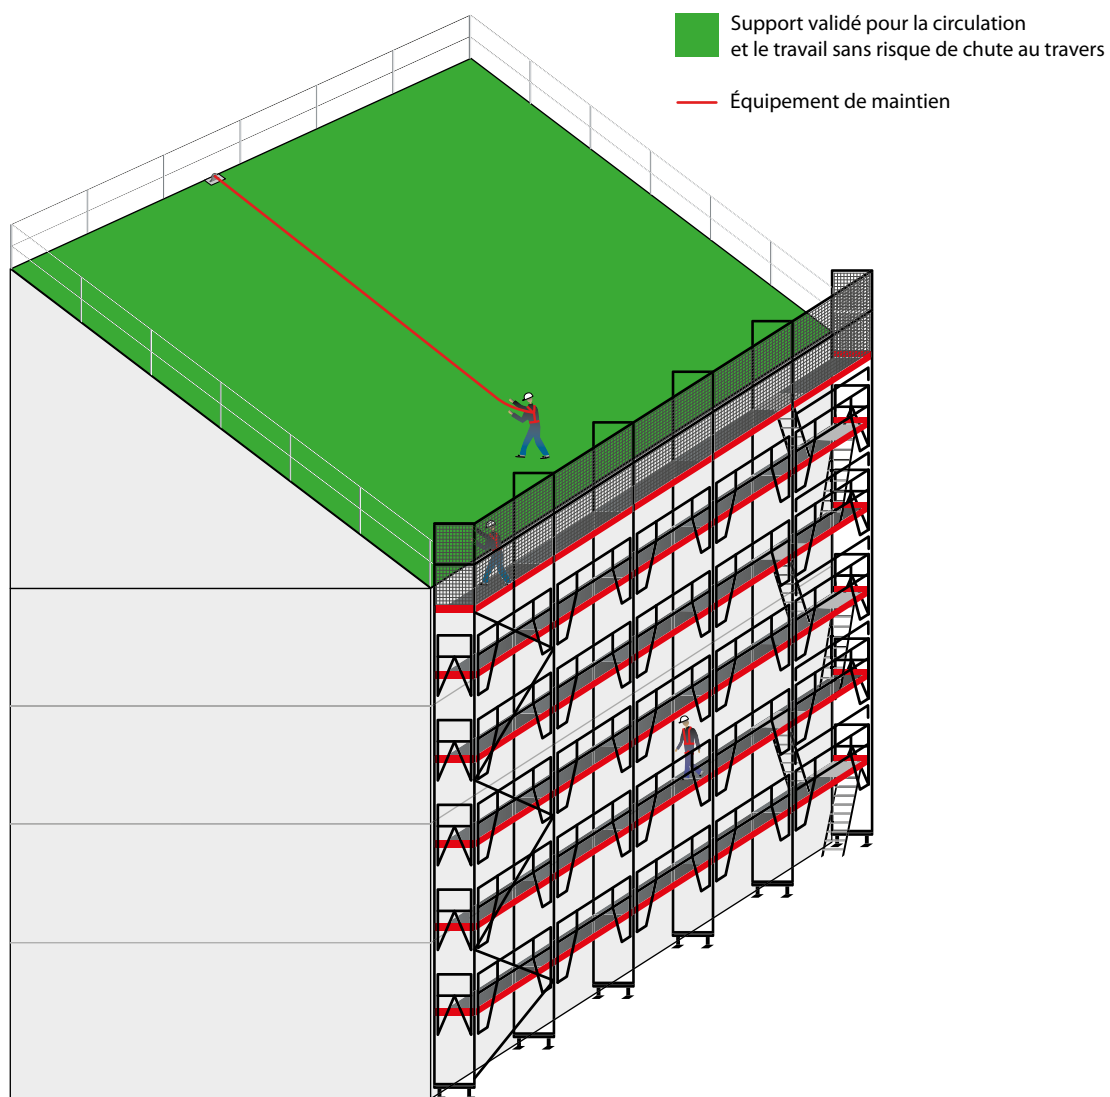 Support validé pour la circulation
et le travail sans risque de chute au travers
Équipement de maintien